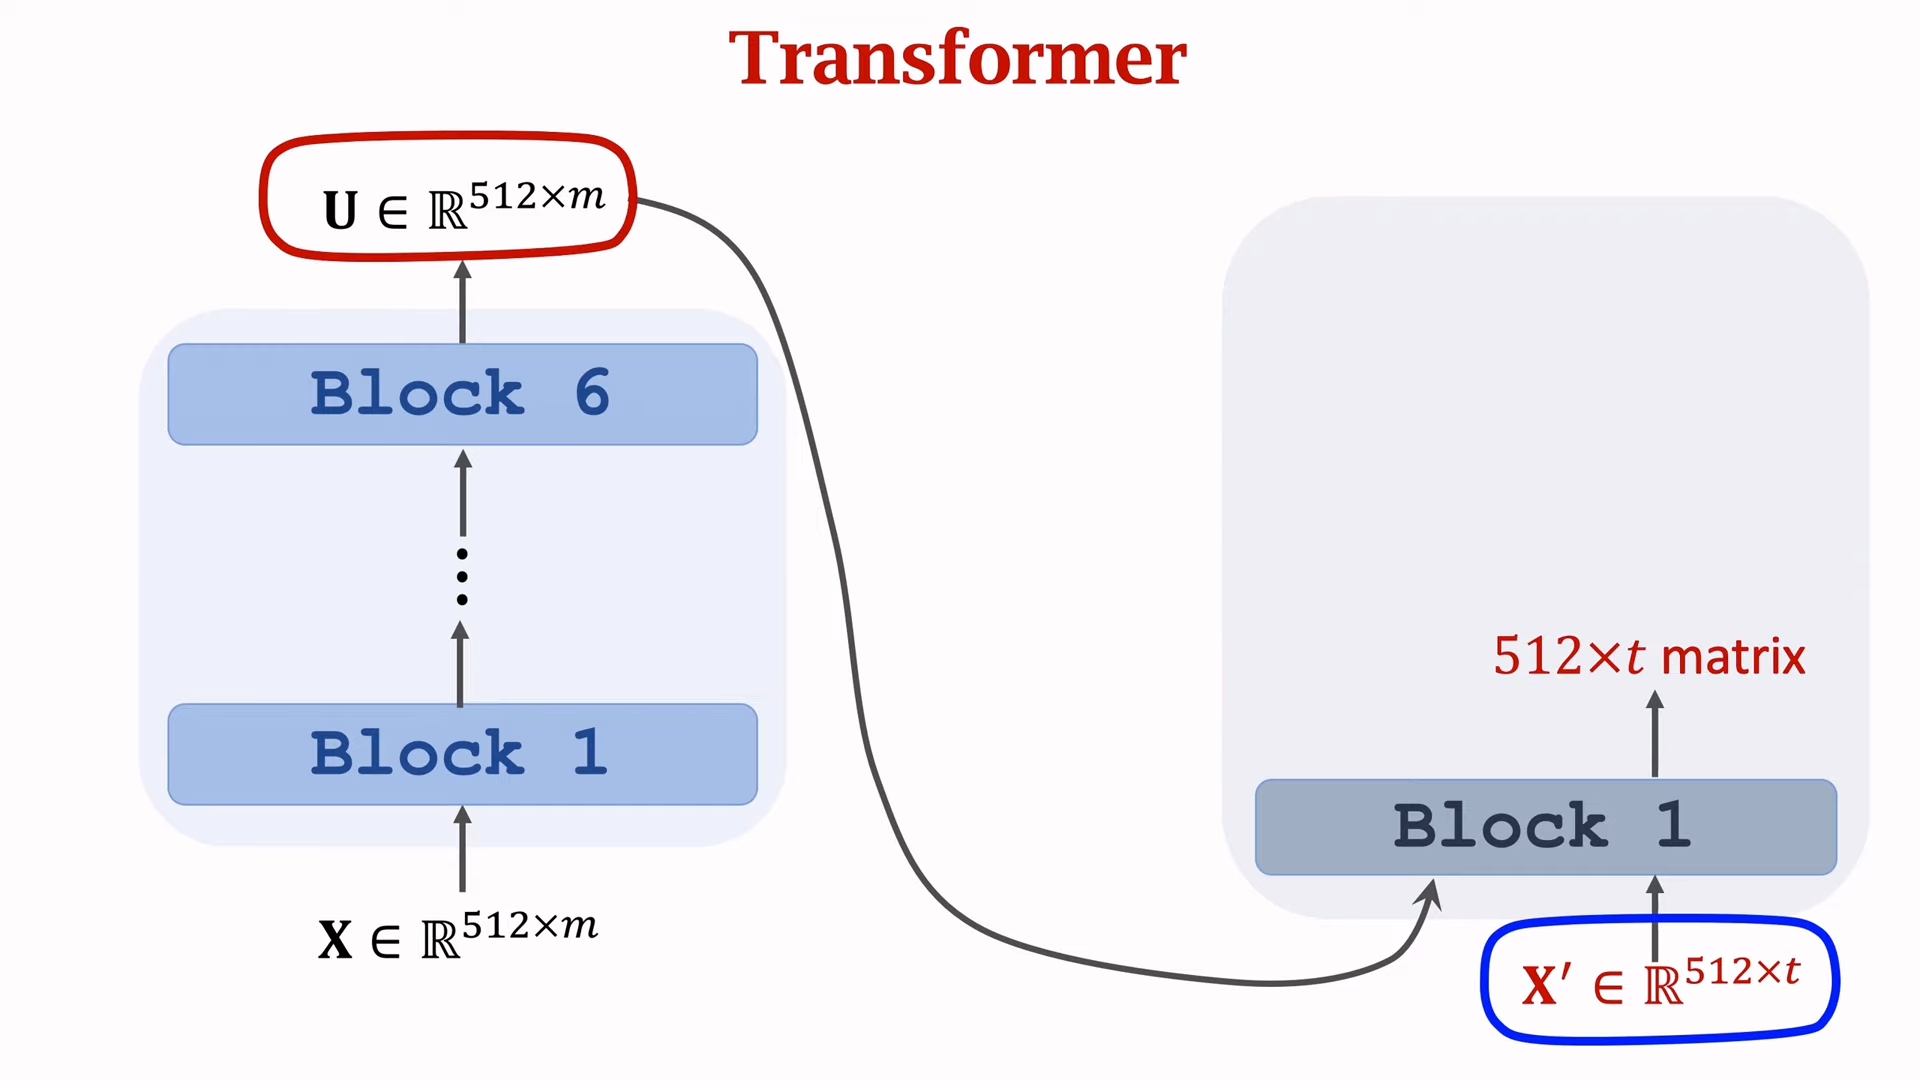 Transformer
𝐔 ∈ ℝ^{512×m}
Block 6
⋮
Block 1
𝐗 ∈ ℝ^{512×m}
512×t matrix
Block 1
𝐗′ ∈ ℝ^{512×t}